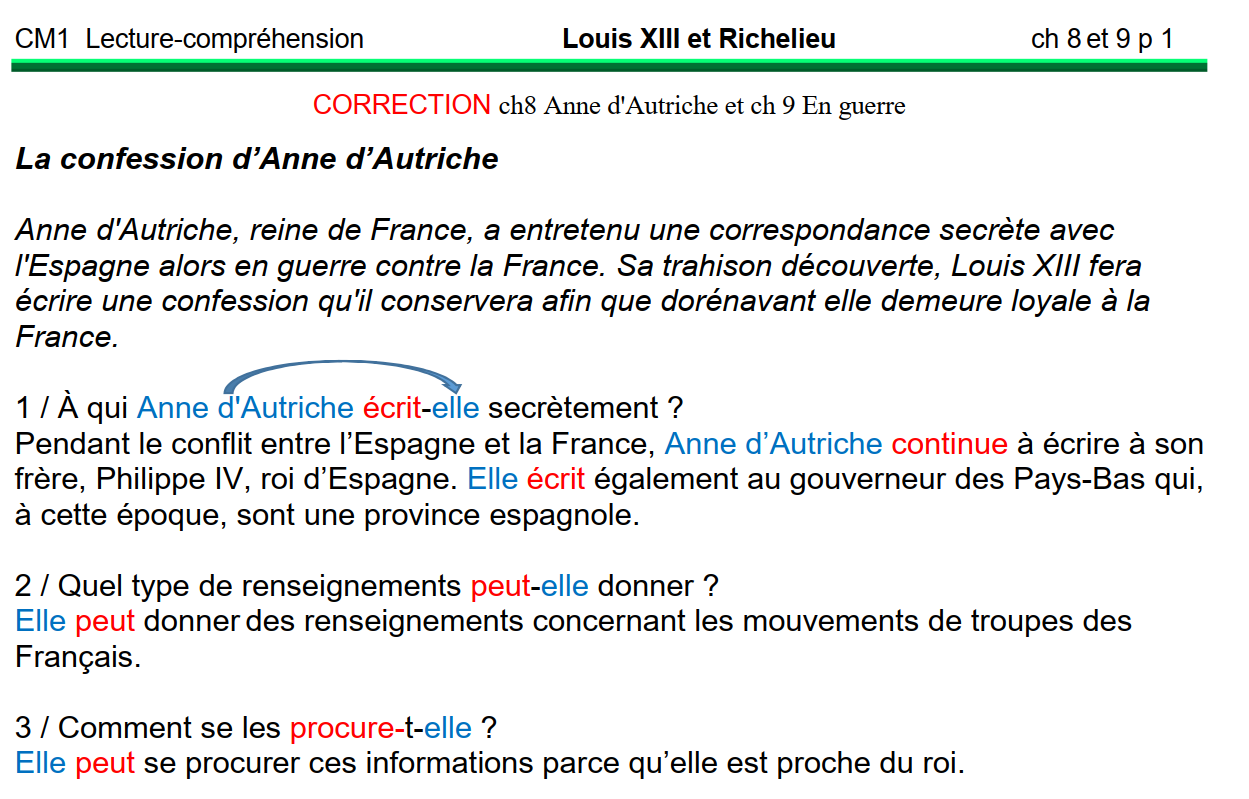 CM1 Lecture-compréhension Louis XIII et Richelieu ch 8 et 9 p 1
CORRECTION ch8 Anne d'Autriche et ch 9 En guerre
La confession d’Anne d’Autriche
Anne d'Autriche, reine de France, a entretenu une correspondance secrète avec
l'Espagne alors en guerre contre la France. Sa trahison découverte, Louis XIII fera
écrire une confession qu'il conservera afin que dorénavant elle demeure loyale à la
France.
1 / À qui Anne d'Autriche écrit-elle secrètement ?
Pendant le conflit entre l’Espagne et la France, Anne d’Autriche continue à écrire à son
frère, Philippe IV, roi d’Espagne. Elle écrit également au gouverneur des Pays-Bas qui,
à cette époque, sont une province espagnole.
2 / Quel type de renseignements peut-elle donner ?
Elle peut donner des renseignements concernant les mouvements de troupes des
Français.
3 / Comment se les procure-t-elle ?
Elle peut se procurer ces informations parce qu’elle est proche du roi.